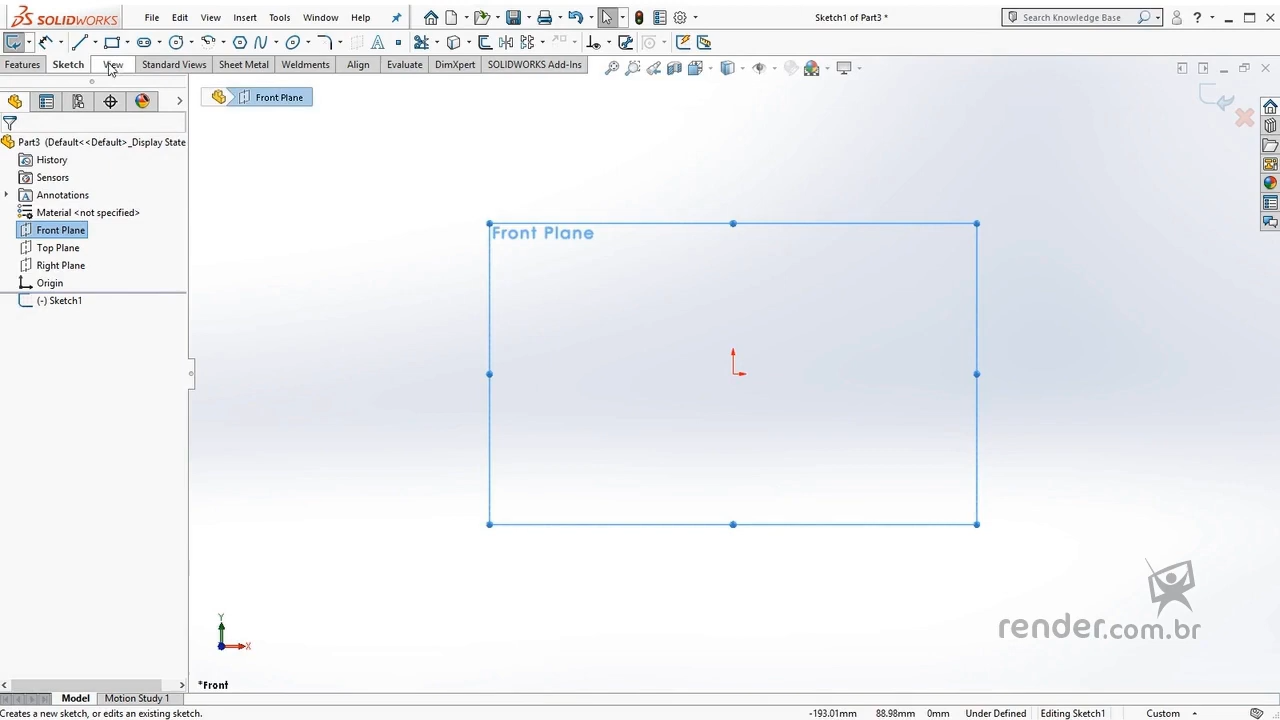 SOLIDWORKS
File Edit View Insert Tools Window Help
Sketch1 of Part3 *
Search Knowledge Base
Features Sketch View Standard Views Sheet Metal Weldments Align Evaluate DimXpert SOLIDWORKS Add-Ins
Front Plane
Part3 (Default<<Default>_Display State
History
Sensors
Annotations
Material <not specified>
Front Plane
Top Plane
Right Plane
Origin
(-) Sketch1
Front Plane
Y
X
*Front
render.com.br
Model Motion Study 1
Creates a new sketch, or edits an existing sketch.
-193.01mm 88.98mm 0mm Under Defined Editing Sketch1 Custom